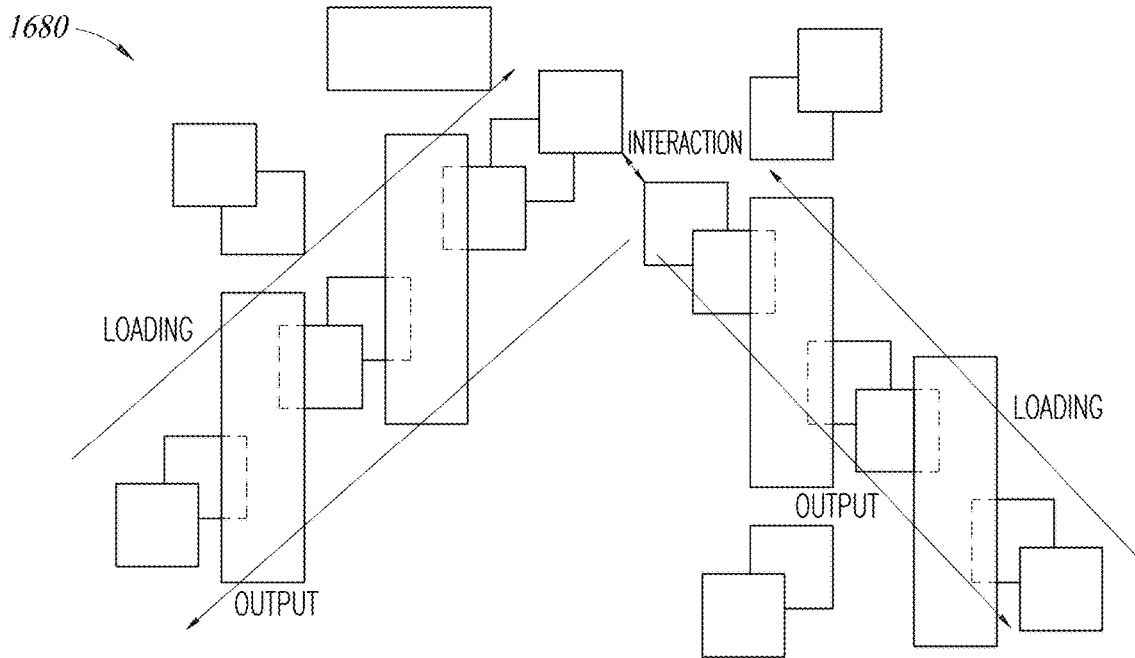 1680
INTERACTION
LOADING
LOADING
OUTPUT
OUTPUT